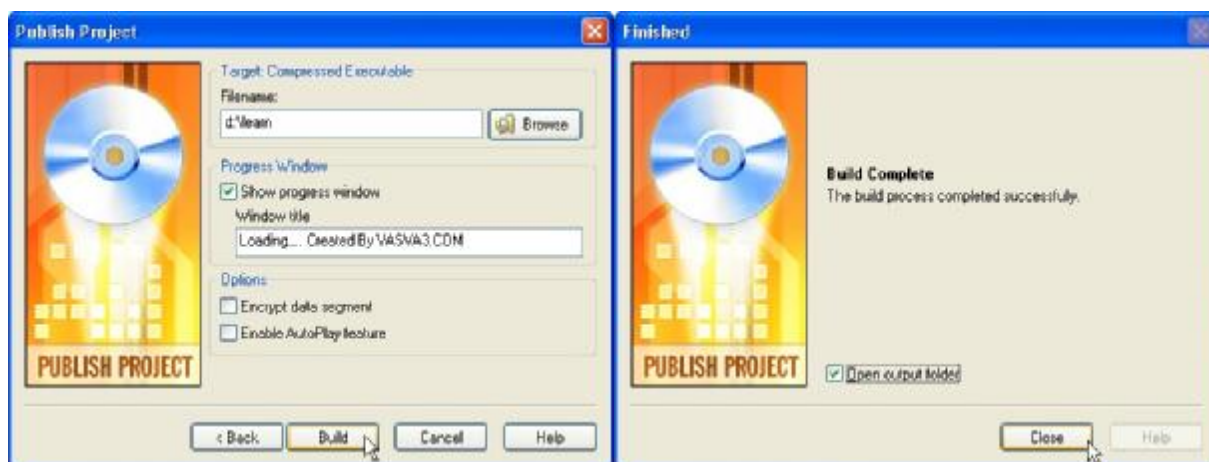 Publish Project
Target: Compressed Executable
Filename:
d:\learn
Browse
Progress Window
Show progress window
Window title
Loading.... Created By VASVA3.COM
Options
Encrypt data segment
Enable AutoPlay feature
PUBLISH PROJECT
< Back
Build
Cancel
Help
Finished
Build Complete
The build process completed successfully.
PUBLISH PROJECT
Open output folder
Close
Help